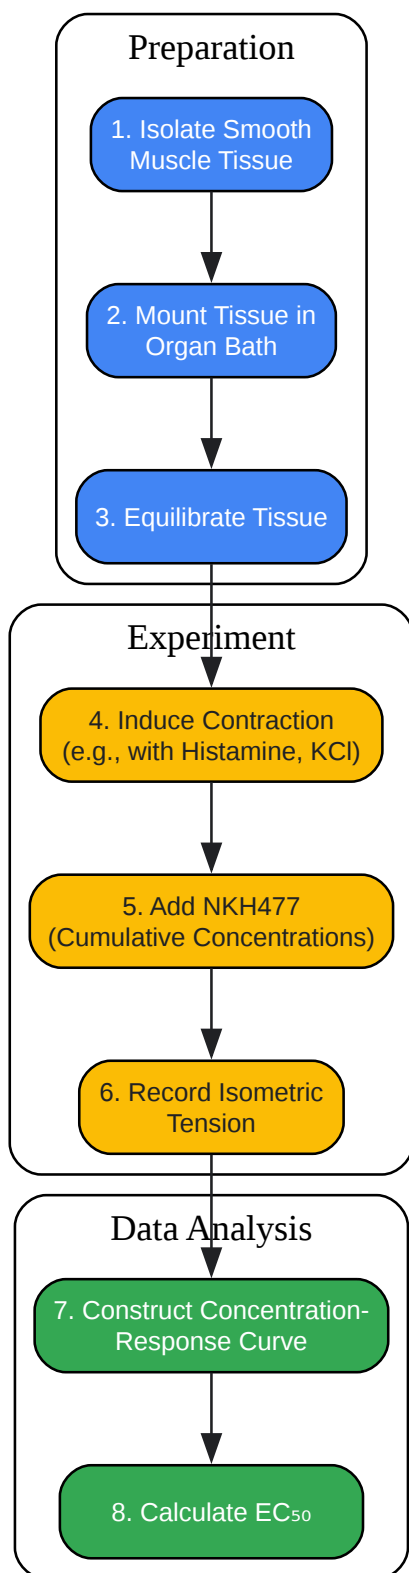 Preparation
1. Isolate Smooth
Muscle Tissue
2. Mount Tissue in
Organ Bath
3. Equilibrate Tissue
Experiment
4. Induce Contraction
(e.g., with Histamine, KCl)
5. Add NKH477
(Cumulative Concentrations)
6. Record Isometric
Tension
Data Analysis
7. Construct Concentration-
Response Curve
8. Calculate EC₅₀